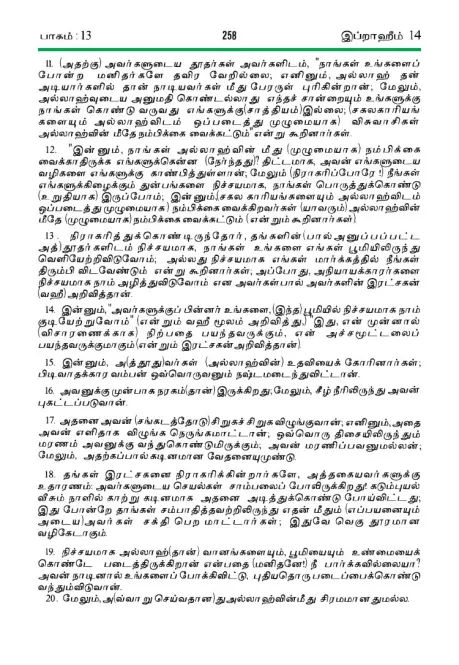 பாகம் : 13 258 இப்ராஹீம் 14
11. (அதற்கு) அவர்களுடைய தூதர்கள் அவர்களிடம், "நாங்கள் உங்களைப்
போன்ற மனிதர்களே தவிர வேறில்லை; எனினும், அல்லாஹ் தன்
அடியார்களில் தான் நாடியவர்கள் மீது பேரருள் புரிகின்றான்; மேலும்,
அல்லாஹ்வுடைய அனுமதி கொண்டல்லாது எந்தச் சான்றையும் உங்களுக்கு
நாங்கள் கொண்டு வருவது எங்களுக்கு(சாத்தியம்)இல்லை; (சகலகாரியங்
களையும் அல்லாஹ்விடம் ஒப்படைத்து முழுமையாக) விசுவாசிகள்
அல்லாஹ்வின் மீதே நம்பிக்கை வைக்கட்டும்" என்று கூறினார்கள்.
12. "இன்னும், நாங்கள் அல்லாஹ்வின் மீது (முழுமையாக) நம்பிக்கை
வைக்காதிருக்க எங்களுக்கென்ன (நேர்ந்தது)? திட்டமாக, அவன் எங்களுடைய
வழிகளை எங்களுக்கு காண்பித்துள்ளான்; மேலும் (நிராகரிப்போரே!) நீங்கள்
எங்களுக்கிழைக்கும் துன்பங்களை நிச்சயமாக, நாங்கள் பொருத்துக்கொண்டு
(உறுதியாக) இருப்போம்; இன்னும்,(சகல காரியங்களையும் அல்லாஹ்விடம்
ஒப்படைத்து முழுமையாக) நம்பிக்கை வைக்கிறவர்கள் (யாவரும்) அல்லாஹ்வின்
மீதே (முழுமையாக) நம்பிக்கை வைக்கட்டும் (என்றும் கூறினார்கள்).
13. நிராகரித்துக்கொண்டிருந்தோர், தங்களின்(பால்அனுப்பப்பட்ட
அத்)தூதர்களிடம் நிச்சயமாக, நாங்கள் உங்களை எங்கள் பூமியிலிருந்து
வெளியேற்றிவிடுவோம்; அல்லது நிச்சயமாக எங்கள் மார்க்கத்தில் நீங்கள்
திரும்பி விடவேண்டும் என்று கூறினார்கள்; அப்போது, அநியாயக்காரர்களை
நிச்சயமாக நாம் அழித்துவிடுவோம் என அவர்கள்பால் அவர்களின் இரட்சகன்
(வஹீ) அறிவித்தான்.
14. இன்னும், "அவர்களுக்குப் பின்னர் உங்களை, (இந்த) பூமியில் நிச்சயமாக நாம்
குடியேற்றுவோம்" (என்றும் வஹீ மூலம் அறிவித்து.) இது, என் முன்னால்
(விசாரணைக்காக) நிற்பதை பயந்தவருக்கும், என் அச்சமூட்டலைப்
பயந்தவருக்குமாகும் (என்றும் இரட்சகன்அறிவித்தான்).
15. இன்னும், அ(த்தூது)வர்கள் (அல்லாஹ்வின்) உதவியைக் கோரினார்கள்;
பிடிவாதக்கார வம்பன் ஒவ்வொருவனும் நஷ்டமடைந்துவிட்டான்.
16. அவனுக்கு முன்பாக நரகம்(தான்) இருக்கிறது;மேலும், சீழ் நீரிலிருந்து அவன்
புகட்டப்படுவான்.
17. அதனை அவன் (சங்கடத்தோடு) சிறுகச் சிறுக விழுங்குவான்; எனினும்,அதை
அவன் எளிதாக விழுங்க நெருங்கமாட்டான்; ஒவ்வொரு திசையிலிருந்தும்
மரணம் அவனுக்கு வந்துகொண்டுமிருக்கும்; அவன் மரணிப்பவனுமல்லன்;
மேலும், அதற்கப்பால் கடினமான வேதனையுமுண்டு.
18. தங்கள் இரட்சகனை நிராகரிக்கின்றார்களே, அத்தகையவர்களுக்கு
உதாரணம்: அவர்களுடைய செயல்கள் சாம்பலைப் போலிருக்கிறது! கடும்புயல்
வீசும் நாளில் காற்று கடினமாக அதனை அடித்துக்கொண்டு போய்விட்டது;
இது போன்றே தாங்கள் சம்பாதித்தவற்றிலிருந்து எதன் மீதும் (எப்பயனையும்
அடைய)அவர்கள் சக்தி பெற மாட்டார்கள்; இதுவே வெகு தூரமான
வழிகேடாகும்.
19. நிச்சயமாக அல்லாஹ்(தான்) வானங்களையும், பூமியையும் உண்மையைக்
கொண்டே படைத்திருக்கிறான் என்பதை (மனிதனே!) நீ பார்க்கவில்லையா?
அவன் நாடினால் உங்களைப் போக்கிவிட்டு, புதியதொரு படைப்பைக்கொண்டு
வந்தும்விடுவான்.
20. மேலும், அ(வ்வாறு செய்வதான)து அல்லாஹ்வின்மீது சிரமமானதுமல்ல.